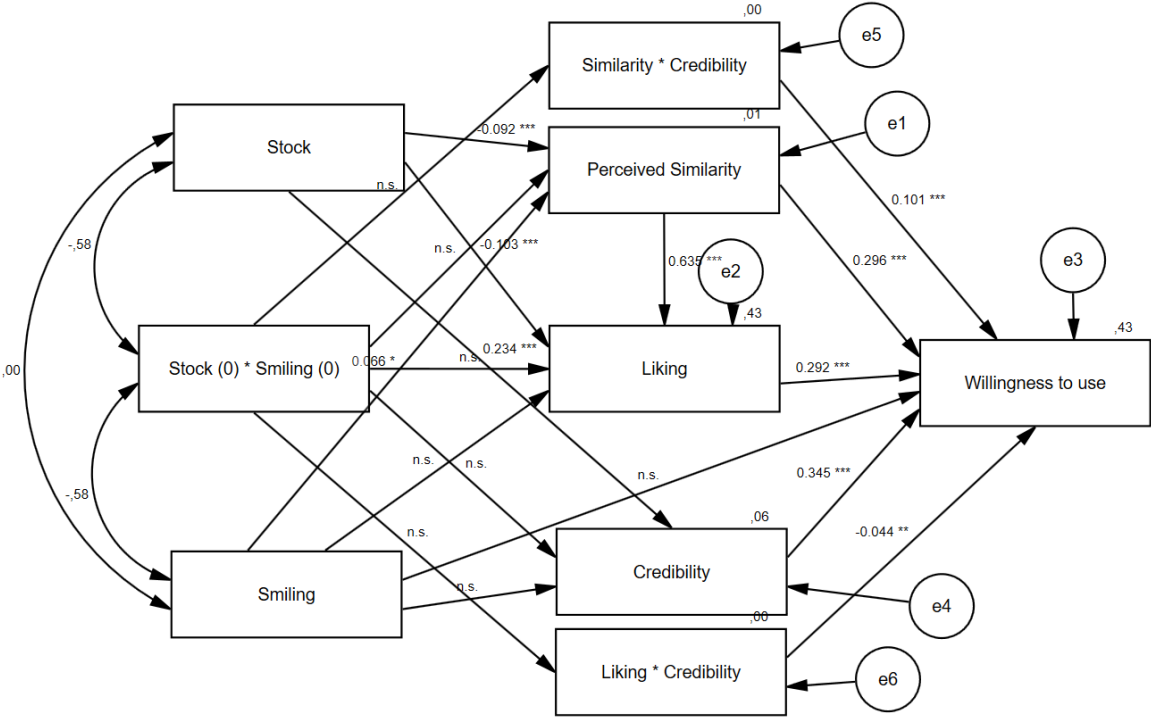 ,00
e5
Similarity * Credibility
,01
e1
Stock
-0.092 ***
Perceived Similarity
n.s.
0.101 ***
-,58
n.s.
-0.103 ***
0.635 ***
e2
0.296 ***
e3
,43
,43
Stock (0) * Smiling (0)
0.066 *
n.s.
0.234 ***
Liking
0.292 ***
Willingness to use
,00
n.s.
n.s.
n.s.
0.345 ***
-,58
,06
n.s.
-0.044 **
Smiling
n.s.
Credibility
e4
,00
Liking * Credibility
e6